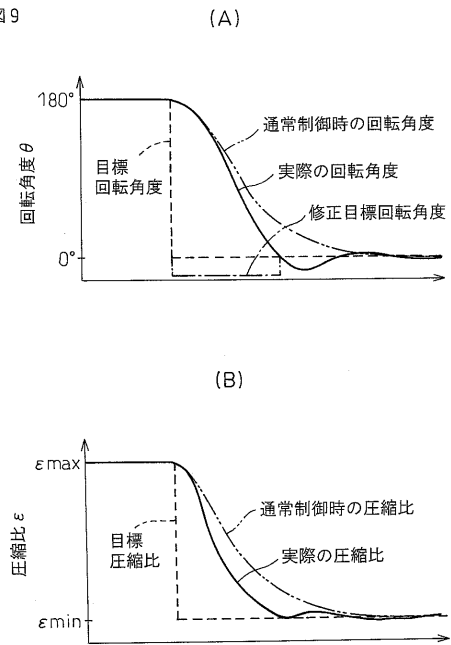 図9
(A)
180°
通常制御時の回転角度
目標
回転角度
実際の回転角度
修正目標回転角度
回転角度θ
0°
(B)
εmax
通常制御時の圧縮比
目標
圧縮比
実際の圧縮比
圧縮比ε
εmin